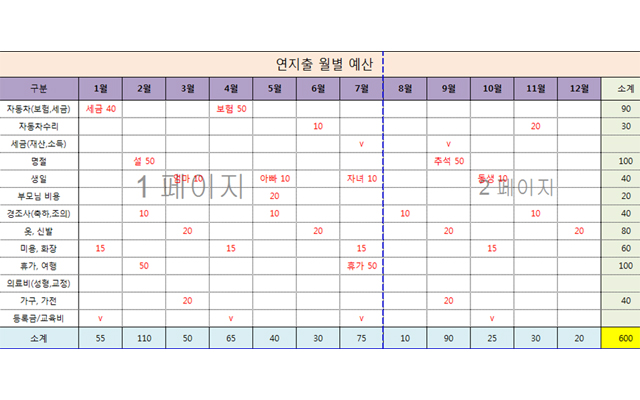 연지출 월별 예산
구분 1월 2월 3월 4월 5월 6월 7월 8월 9월 10월 11월 12월 소계
자동차(보험,세금) 세금 40 보험 50 90
자동차수리 10 20 30
세금(재산,소득) v v
명절 설 50 추석 50 100
생일 엄마 10 아빠 10 자녀 10 동생 10 40
1 페이지 2 페이지
부모님 비용 20 20
경조사(축하,조의) 10 10 10 10 40
옷, 신발 20 20 20 20 80
미용, 화장 15 15 15 15 60
휴가, 여행 50 휴가 50 100
의료비(성형,교정)
가구, 가전 20 20 40
등록금/교육비 v v v v
소계 55 110 50 65 40 30 75 10 90 25 30 20 600